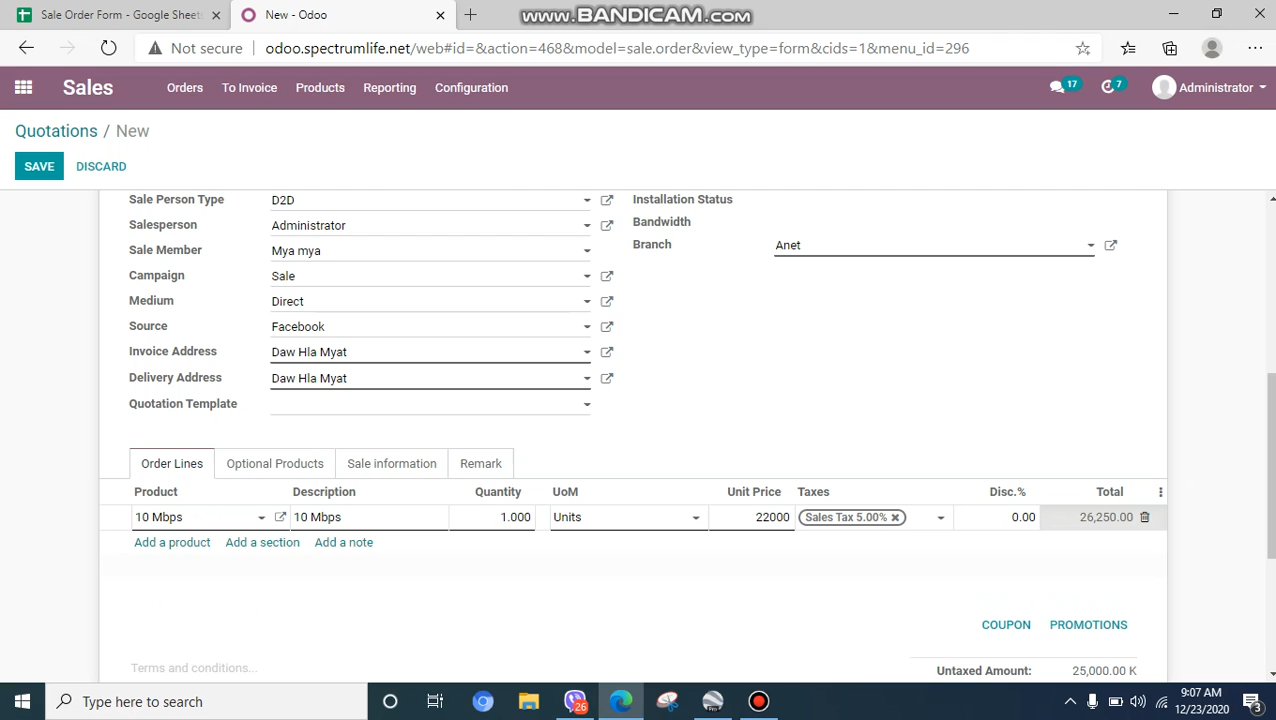 Sale Order Form - Google Sheets
New - Odoo
www.BANDICAM.com
Not secure
odoo.spectrumlife.net/web#id=&action=468&model=sale.order&view_type=form&cids=1&menu_id=296
Sales
Orders
To Invoice
Products
Reporting
Configuration
17
7
Administrator
Quotations / New
SAVE
DISCARD
Sale Person Type D2D
Installation Status
Salesperson Administrator
Bandwidth
Sale Member Mya mya
Branch Anet
Campaign Sale
Medium Direct
Source Facebook
Invoice Address Daw Hla Myat
Delivery Address Daw Hla Myat
Quotation Template
Order Lines Optional Products Sale information Remark
Product Description Quantity UoM Unit Price Taxes Disc.% Total
10 Mbps 10 Mbps 1.000 Units 22000 Sales Tax 5.00% 0.00 26,250.00
Add a product Add a section Add a note
COUPON PROMOTIONS
Terms and conditions...
Untaxed Amount: 25,000.00 K
Type here to search
26
Pro
9:07 AM
12/23/2020
3